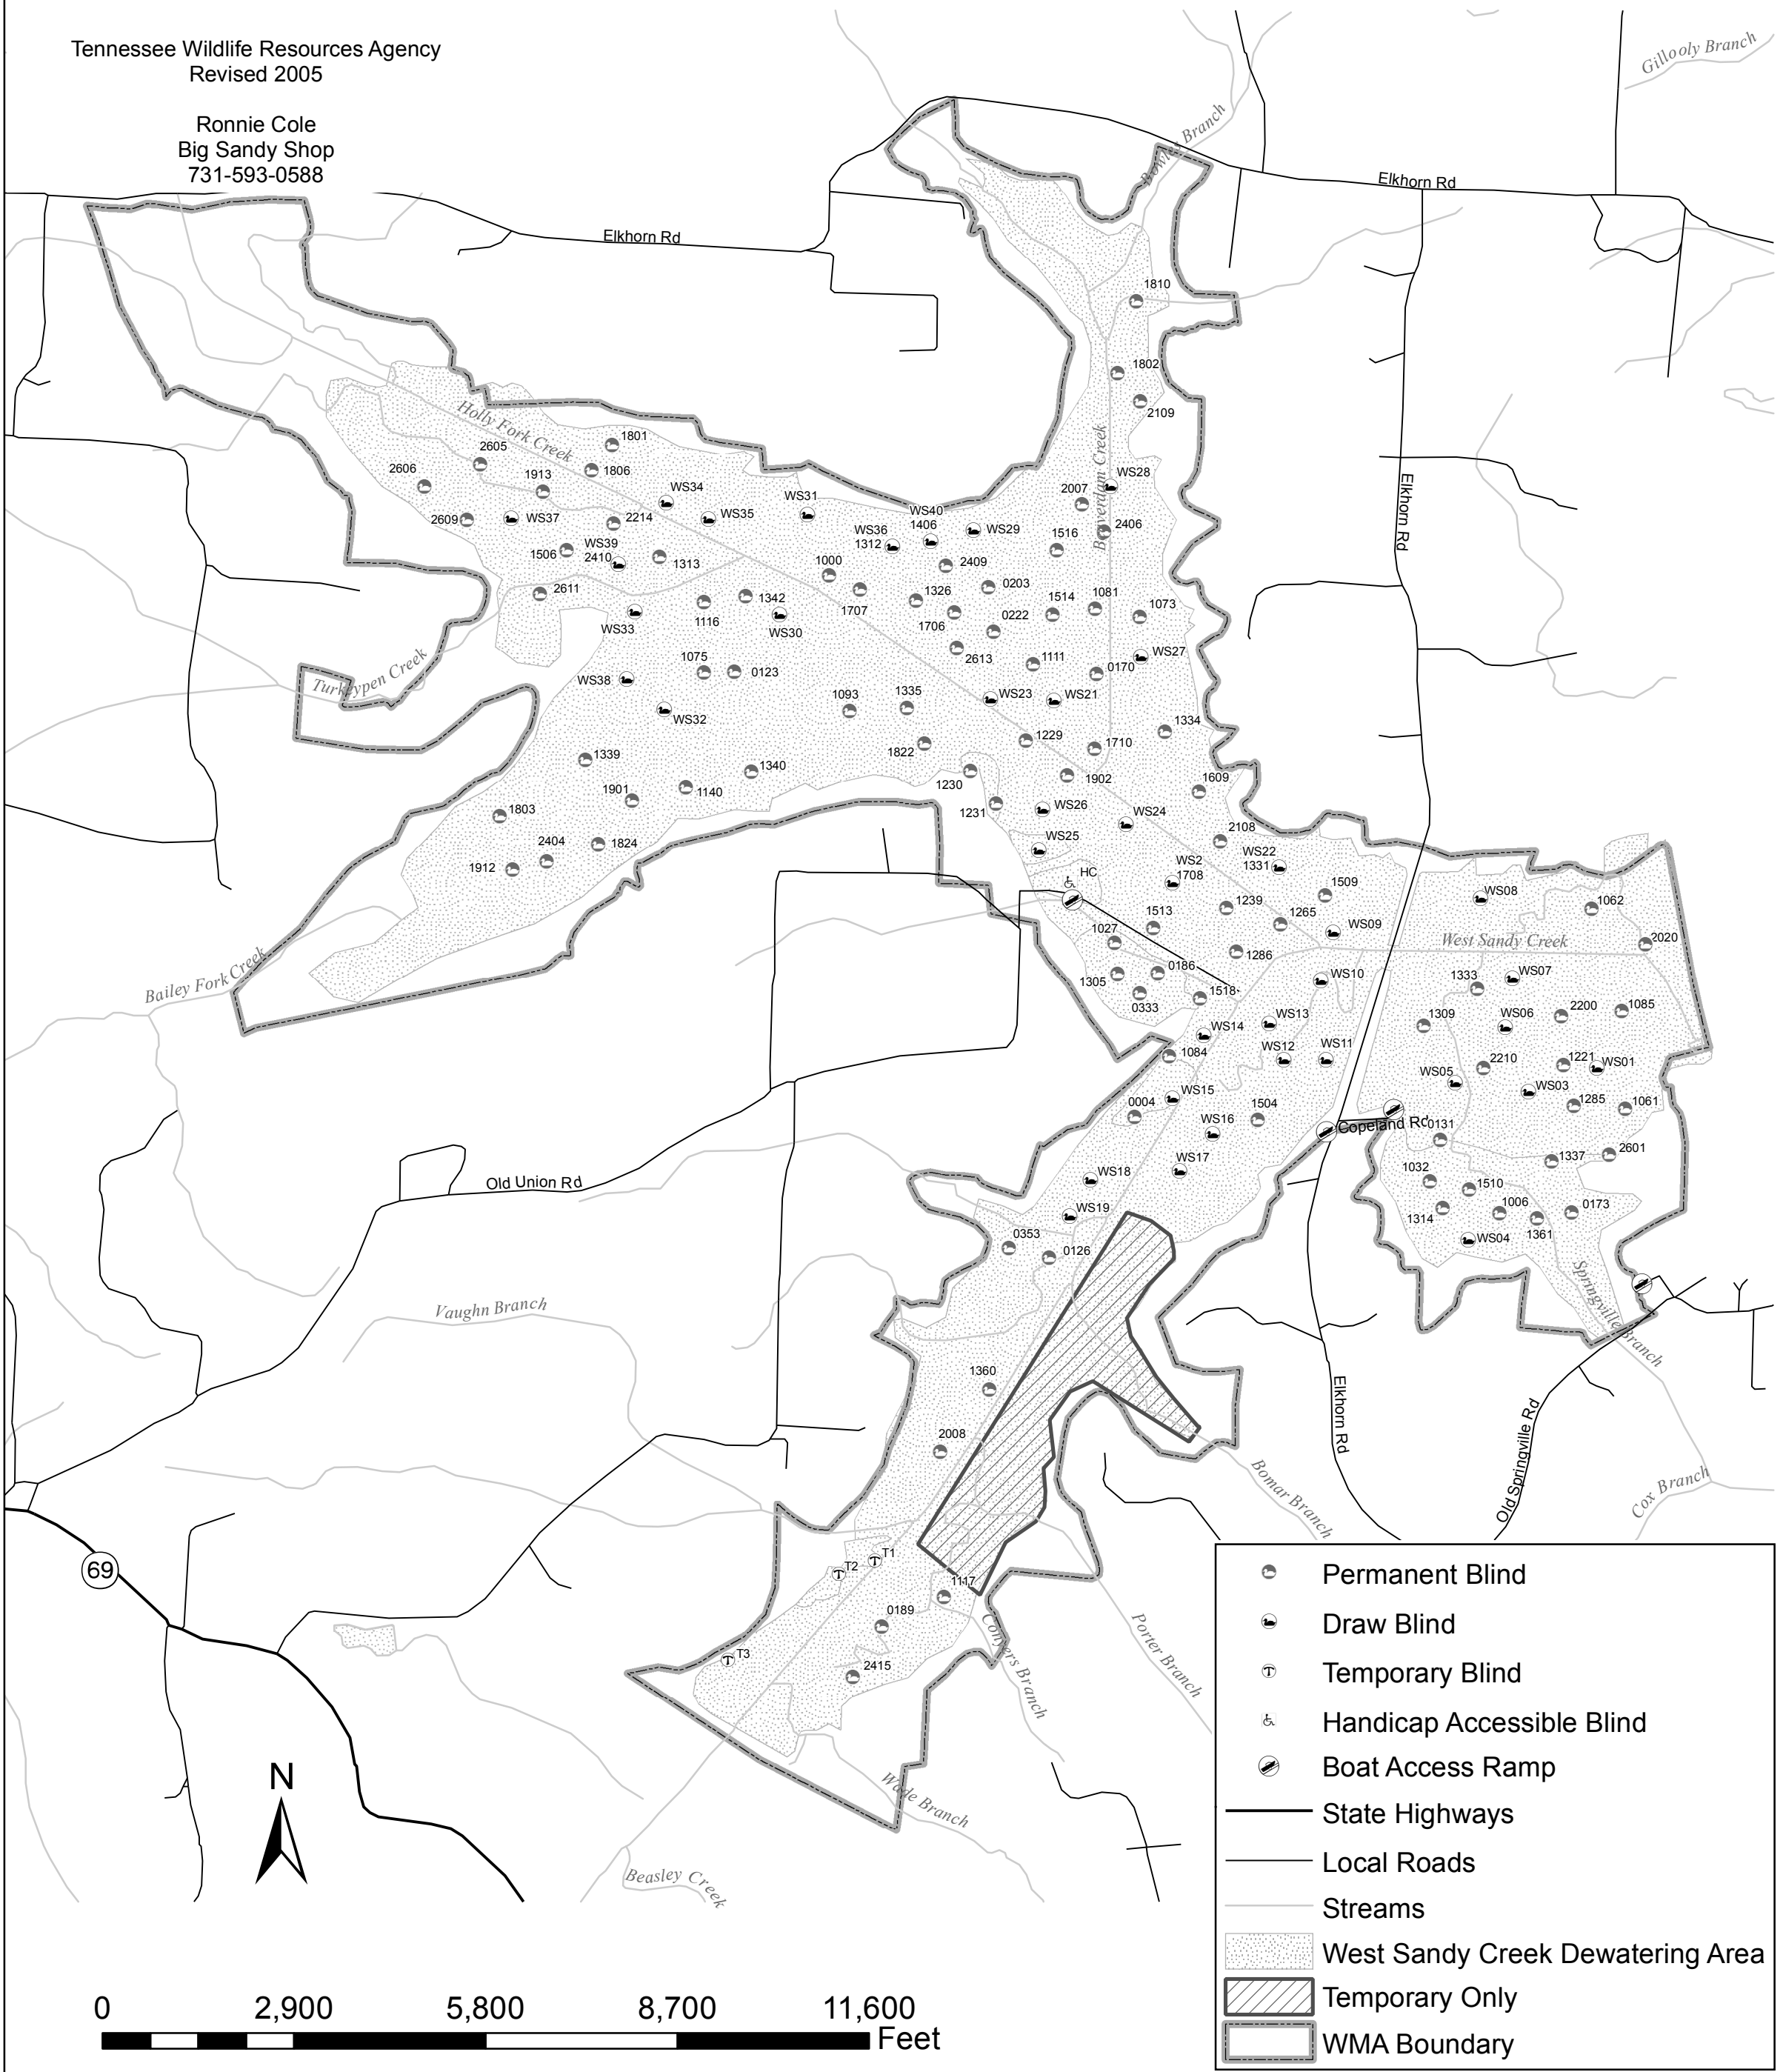 Tennessee Wildlife Resources Agency
Revised 2005
Ronnie Cole
Big Sandy Shop
731-593-0588
Gillooly Branch
Branch
Elkhorn Rd
Elkhorn Rd
1810
1802
2109
Holly Fork Creek
Beaverdam Creek
1801
2605
1806
2606
1913
WS34
WS31
WS28
2007
2609
WS37
2214
WS35
WS40
1406
WS36
1312
WS29
2406
1516
Elkhorn Rd
1506
WS39
2410
1313
1000
2409
2611
1342
1707
1326
0203
1514
1081
1073
WS33
1116
WS30
1706
0222
2613
1111
WS27
0170
Turkeypen Creek
1075
0123
WS38
WS32
1093
1335
WS23
WS21
1334
1229
1710
1822
1339
1340
1230
1902
1609
1901
1140
1231
WS26
WS24
1803
2108
2404
1824
WS25
WS2
1708
WS22
1331
1912
HC
1509
WS08
1062
1239
1265
WS09
1513
2020
West Sandy Creek
1027
1286
Bailey Fork Creek
1305
0186
WS10
1333
WS07
0333
1518
1309
2200
1085
WS06
WS14
WS13
1084
WS12
WS11
2210
1221
WS01
WS05
WS03
WS15
1285
1061
0004
WS16
1504
Copeland Rd
0131
Old Union Rd
WS18
WS17
1337
2601
1032
1510
WS19
1314
1006
1361
0173
0353
0126
WS04
Springville Branch
Vaughn Branch
1360
Elkhorn Rd
2008
Old Springville Rd
Bomar Branch
Cox Branch
69
T1
T2
1117
0189
T3
2415
Conyers Branch
Porter Branch
Wade Branch
Beasley Creek
N
0 2,900 5,800 8,700 11,600
Feet
Permanent Blind
Draw Blind
Temporary Blind
Handicap Accessible Blind
Boat Access Ramp
State Highways
Local Roads
Streams
West Sandy Creek Dewatering Area
Temporary Only
WMA Boundary